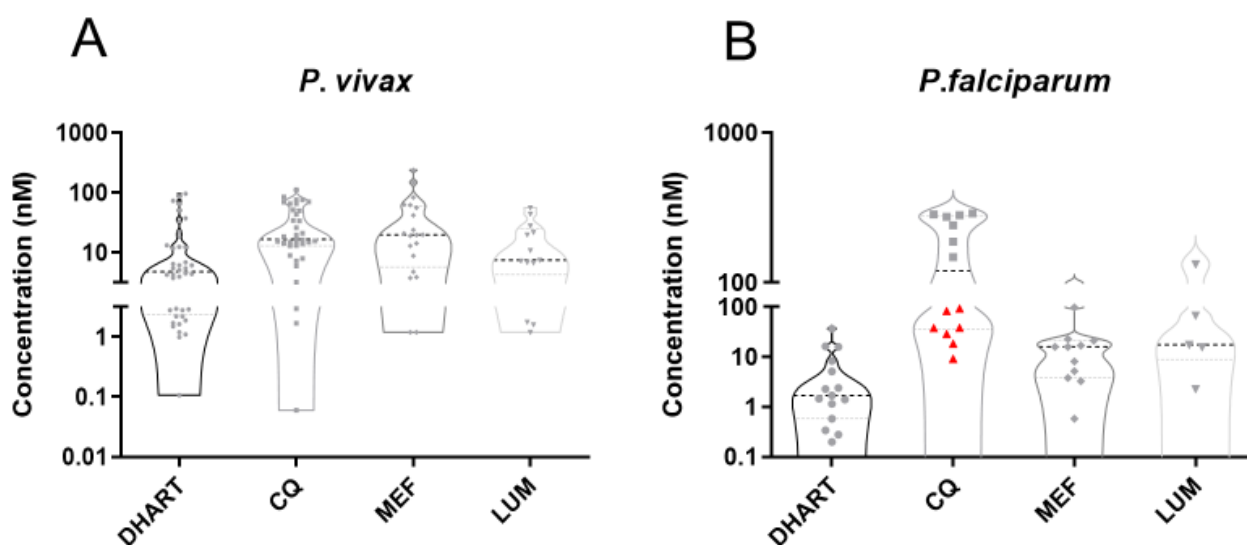 A
P. vivax
Concentration (nM)
1000
100
10
1
0.1
0.01
DHART
CQ
MEF
LUM
B
P.falciparum
Concentration (nM)
1000
100
100
10
1
0.1
DHART
CQ
MEF
LUM